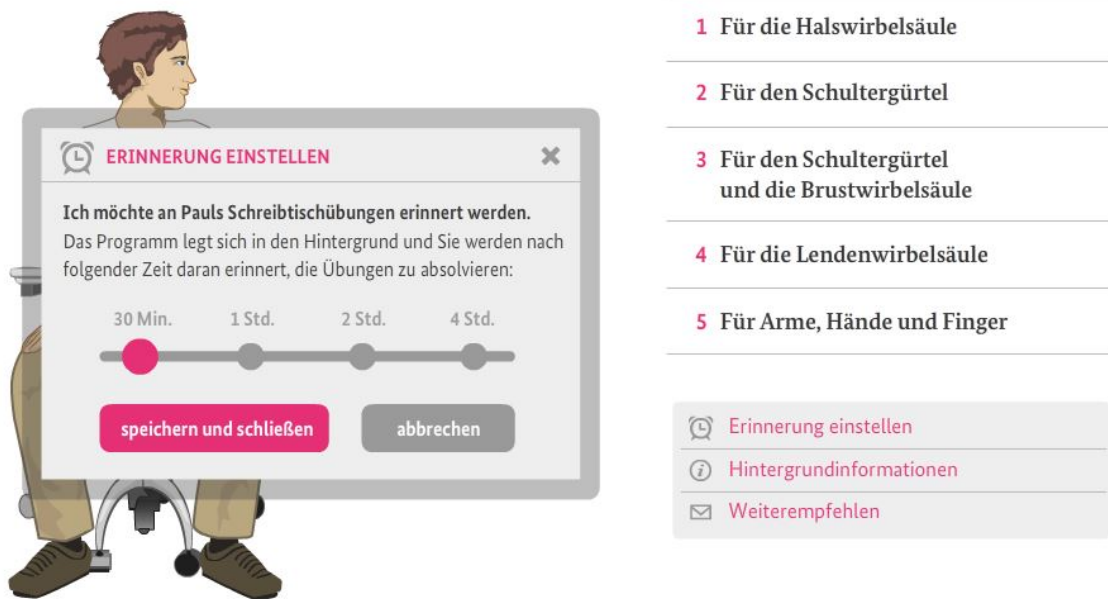 ERINNERUNG EINSTELLEN
Ich möchte an Pauls Schreibtischübungen erinnert werden.
Das Programm legt sich in den Hintergrund und Sie werden nach
folgender Zeit daran erinnert, die Übungen zu absolvieren:
30 Min. 1 Std. 2 Std. 4 Std.
speichern und schließen abbrechen
1 Für die Halswirbelsäule
2 Für den Schultergürtel
3 Für den Schultergürtel
und die Brustwirbelsäule
4 Für die Lendenwirbelsäule
5 Für Arme, Hände und Finger
Erinnerung einstellen
Hintergrundinformationen
Weiterempfehlen